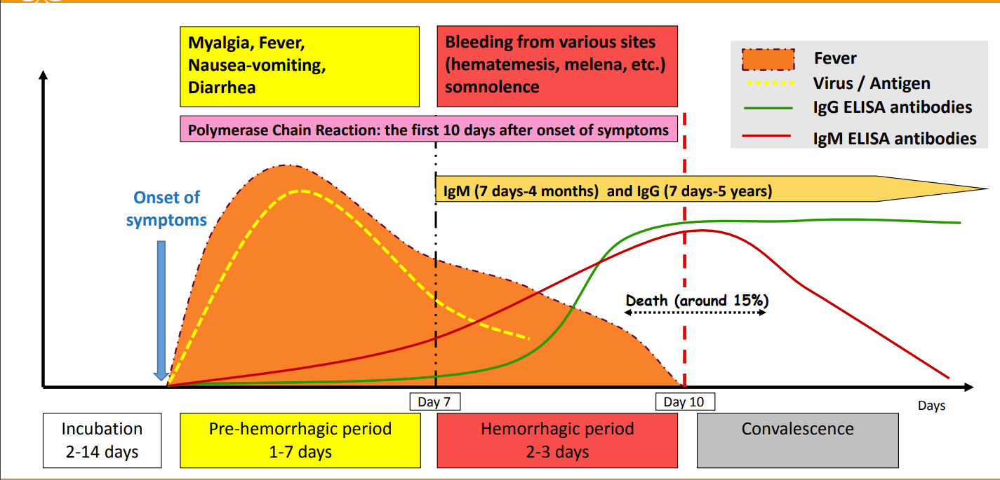 Myalgia, Fever,
Nausea-vomiting,
Diarrhea
Bleeding from various sites
(hematemesis, melena, etc.)
somnolence
Fever
Virus / Antigen
IgG ELISA antibodies
IgM ELISA antibodies
Polymerase Chain Reaction: the first 10 days after onset of symptoms
Onset of
symptoms
IgM (7 days-4 months)  and IgG (7 days-5 years)
Death (around 15%)
Day 7
Day 10
Days
Incubation
2-14 days
Pre-hemorrhagic period
1-7 days
Hemorrhagic period
2-3 days
Convalescence